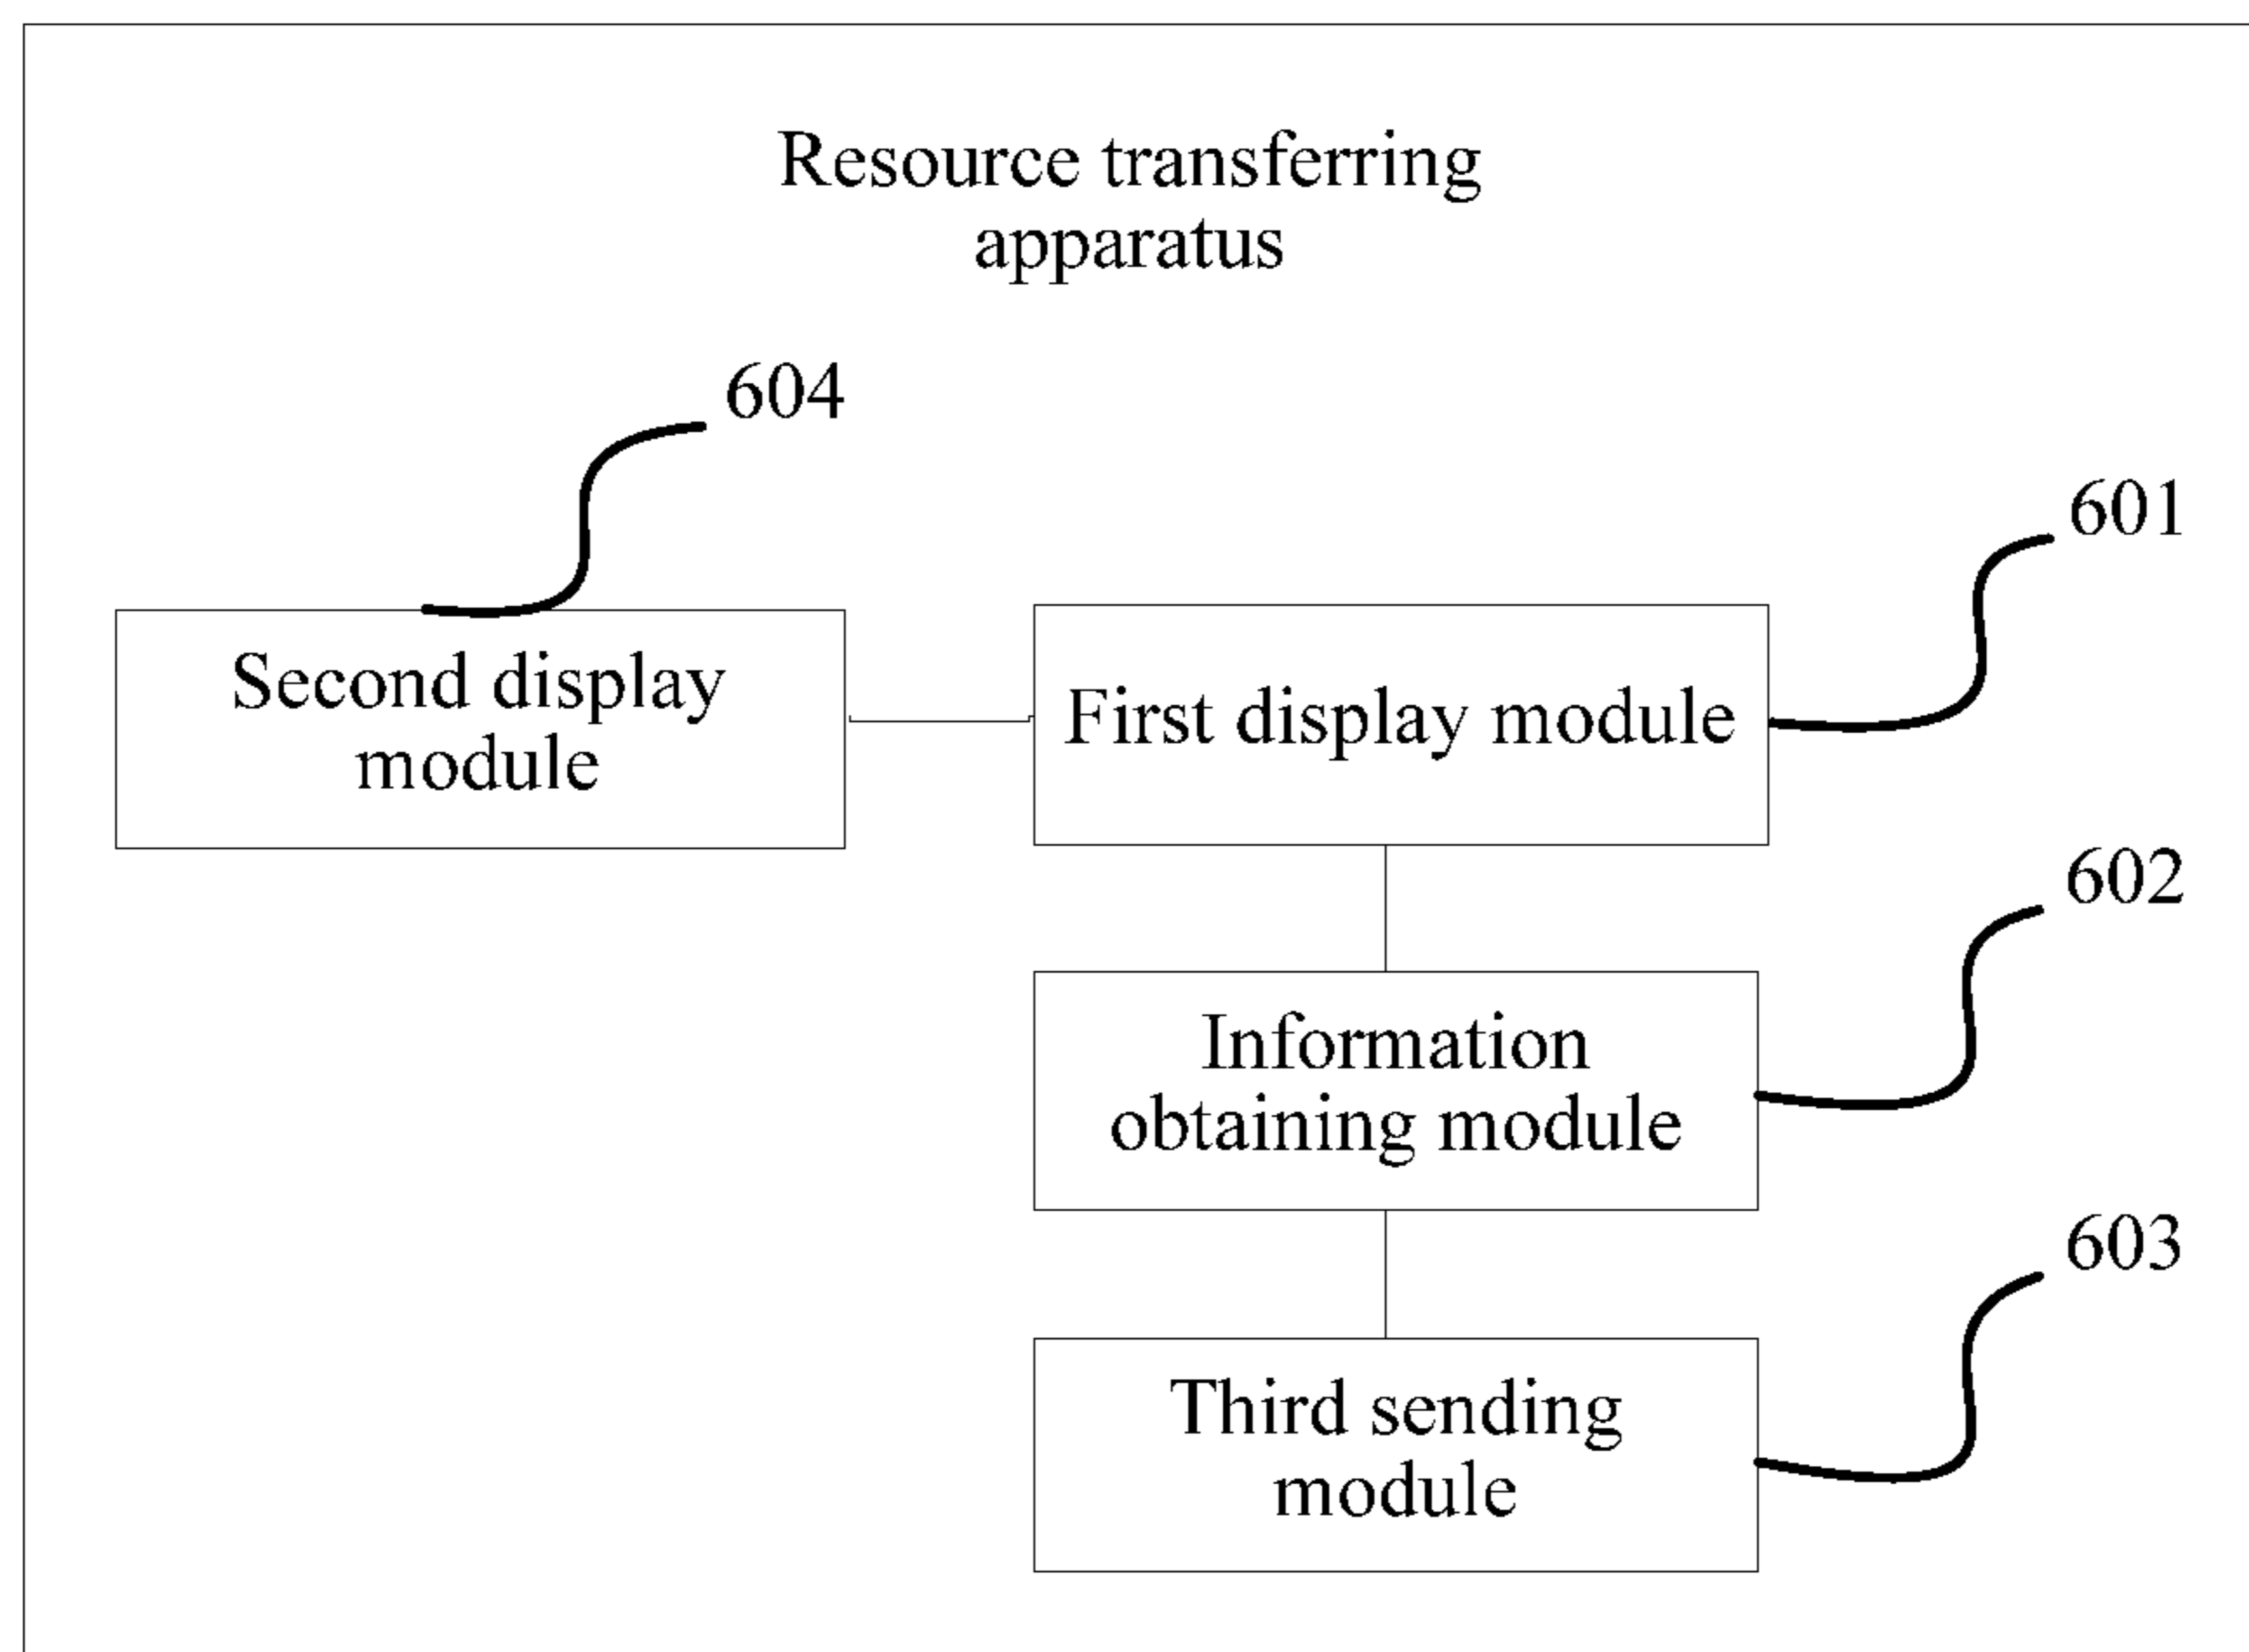 Resource transferring
apparatus
604
601
Second display
module
First display module
602
Information
obtaining module
603
Third sending
module